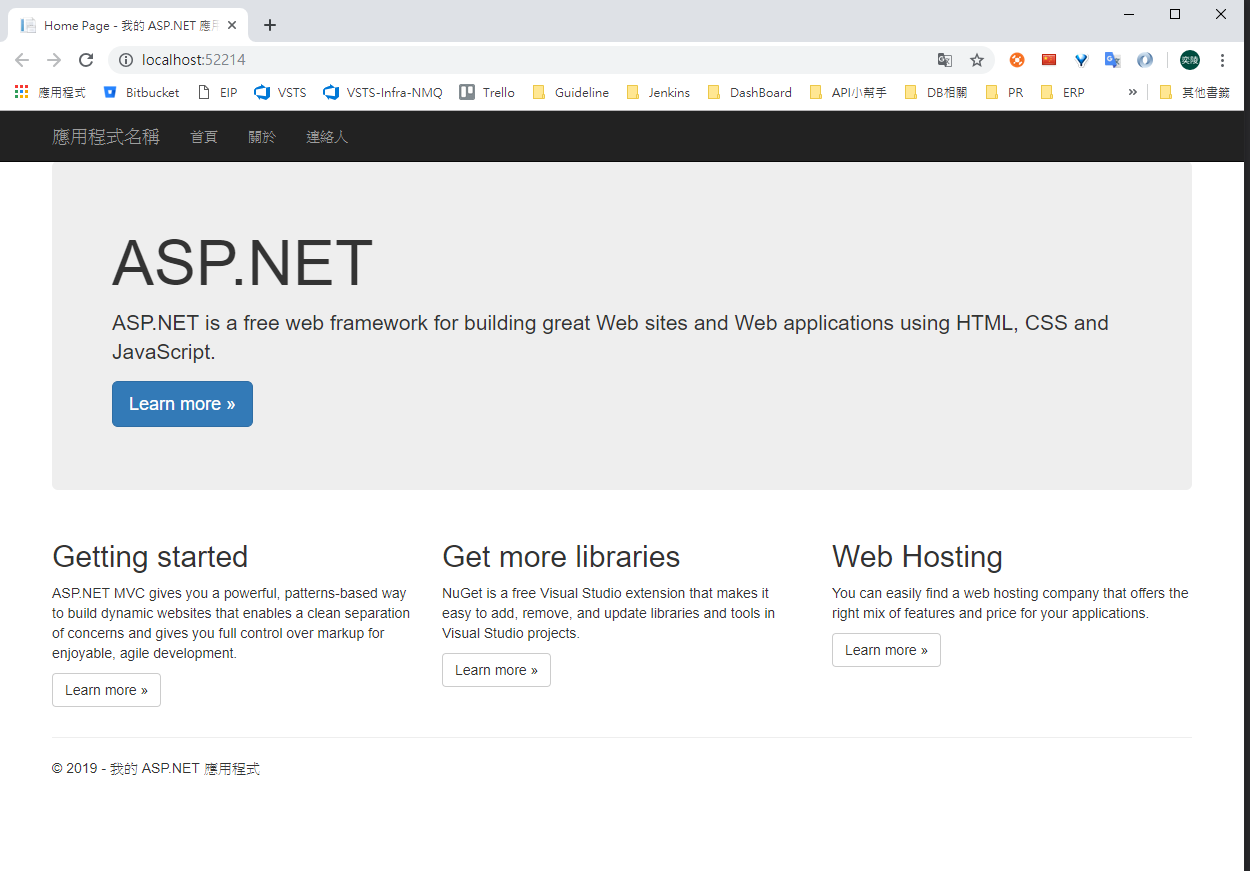 Home Page - 我的 ASP.NET 應用
localhost:52214
應用程式 Bitbucket EIP VSTS VSTS-Infra-NMQ Trello Guideline Jenkins DashBoard API小幫手 DB相關 PR ERP » 其他書籤
應用程式名稱 首頁 關於 連絡人
ASP.NET
ASP.NET is a free web framework for building great Web sites and Web applications using HTML, CSS and
JavaScript.
Learn more »
Getting started
ASP.NET MVC gives you a powerful, patterns-based way
to build dynamic websites that enables a clean separation
of concerns and gives you full control over markup for
enjoyable, agile development.
Learn more »
Get more libraries
NuGet is a free Visual Studio extension that makes it
easy to add, remove, and update libraries and tools in
Visual Studio projects.
Learn more »
Web Hosting
You can easily find a web hosting company that offers the
right mix of features and price for your applications.
Learn more »
© 2019 - 我的 ASP.NET 應用程式